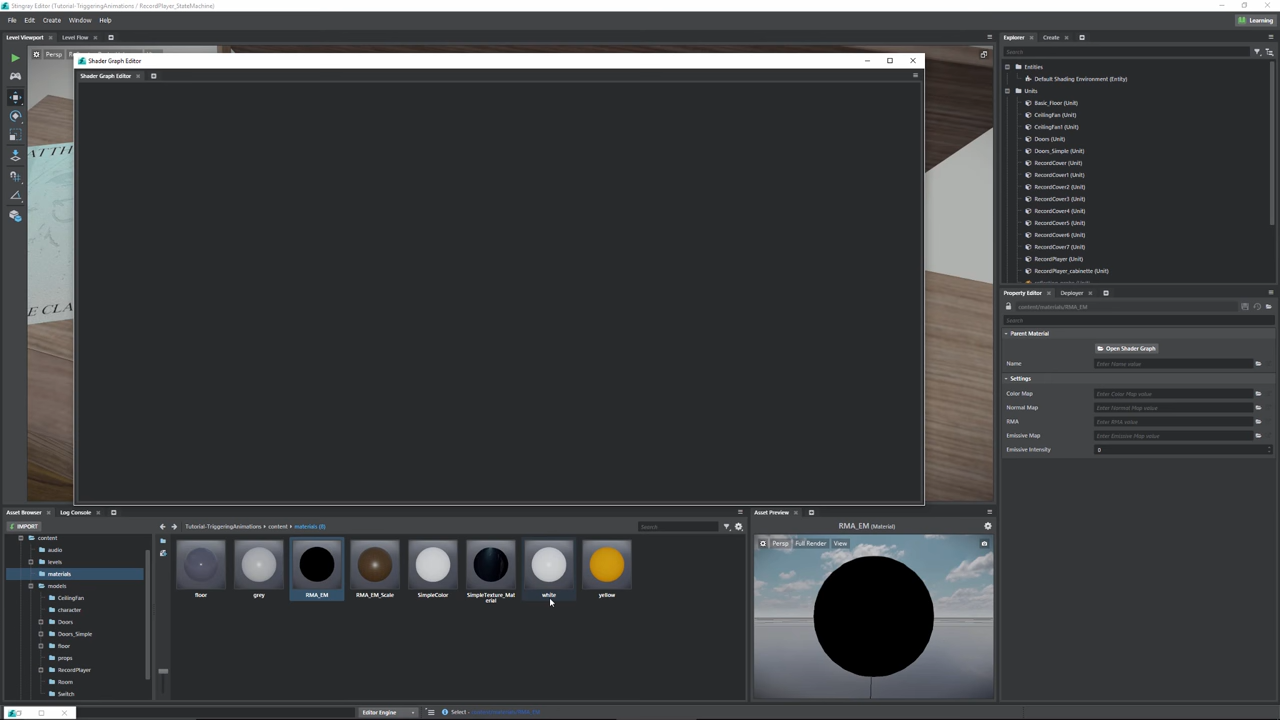 Stingray Editor (Tutorial-TriggeringAnimations / RecordPlayer_StateMachine)
File Edit Create Window Help
Learning
Level Viewport
Level Flow
Persp
Shader Graph Editor
Shader Graph Editor
ATTH
E CLA
Explorer
Create
Search
Entities
Default Shading Environment (Entity)
Units
Basic_Floor (Unit)
CeilingFan (Unit)
CeilingFan1 (Unit)
Doors (Unit)
Doors_Simple (Unit)
RecordCover (Unit)
RecordCover1 (Unit)
RecordCover2 (Unit)
RecordCover3 (Unit)
RecordCover4 (Unit)
RecordCover5 (Unit)
RecordCover6 (Unit)
RecordCover7 (Unit)
RecordPlayer (Unit)
RecordPlayer_cabinette (Unit)
Property Editor
Deployer
content/materials/RMA_EM
Search
Parent Material
Open Shader Graph
Name Enter Name value
Settings
Color Map Enter Color Map value
Normal Map Enter Normal Map value
RMA Enter RMA value
Emissive Map Enter Emissive Map value
Emissive Intensity 0
Asset Browser
Log Console
IMPORT
Tutorial-TriggeringAnimations › content › materials (8)
Search
content
audio
levels
materials
models
CeilingFan
character
Doors
Doors_Simple
floor
props
RecordPlayer
Room
Switch
floor
grey
RMA_EM
RMA_EM_Scale
SimpleColor
SimpleTexture_Mat
erial
white
yellow
Asset Preview
RMA_EM (Material)
Persp Full Render View
Editor Engine
Select - content/materials/RMA_EM